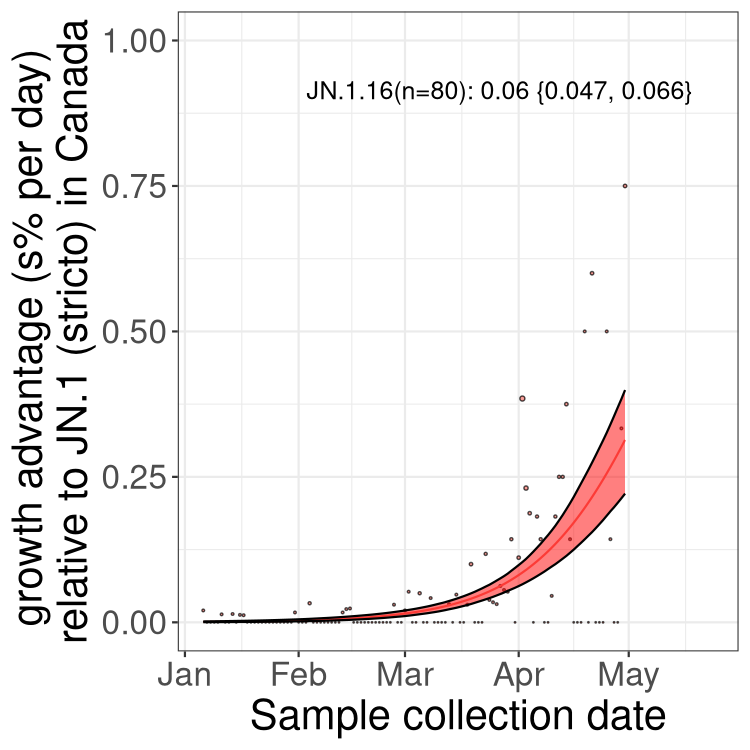 growth advantage (s% per day)
relative to JN.1 (stricto) in Canada
1.00
0.75
0.50
0.25
0.00
JN.1.16(n=80): 0.06 {0.047, 0.066}
Jan Feb Mar Apr May
Sample collection date